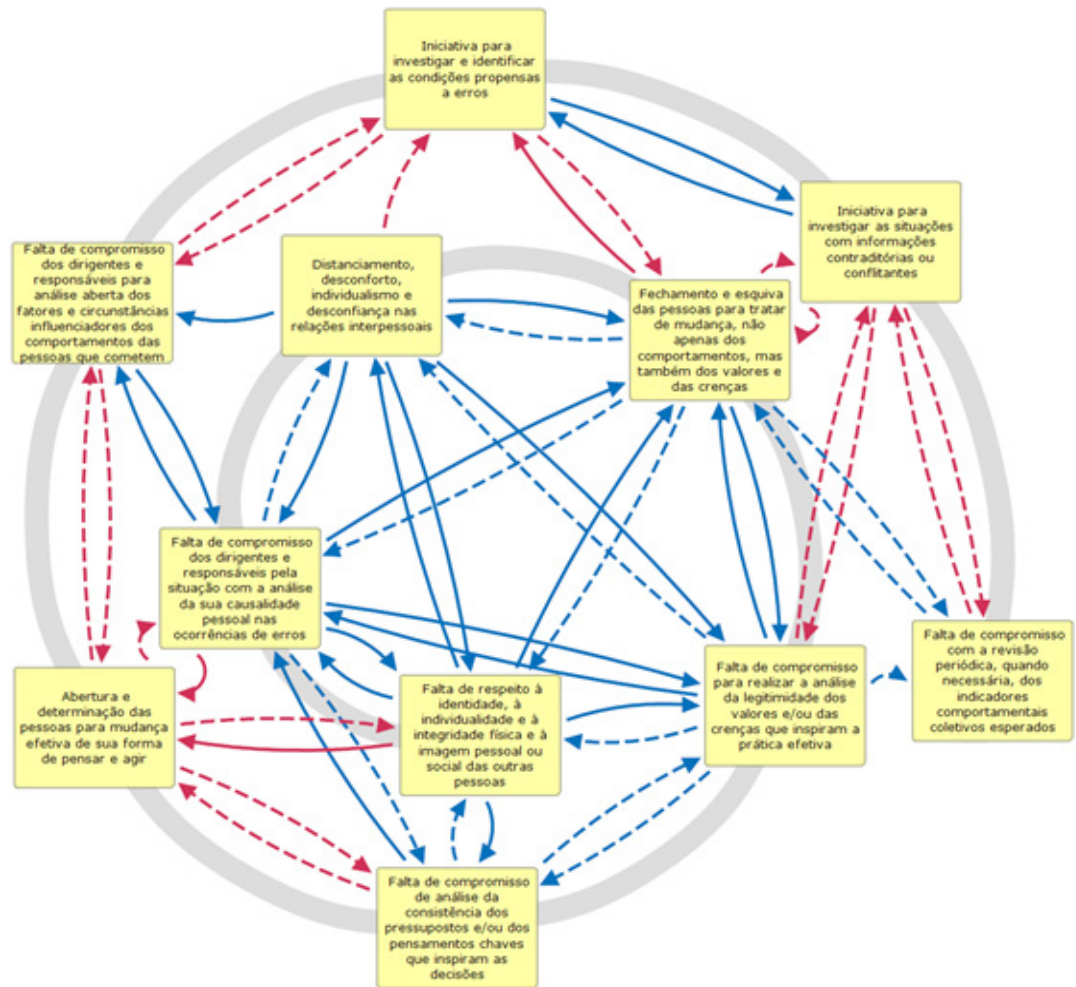 Iniciativa para
investigar e identificar
as condições propensas
a erros
Iniciativa para
investigar as situações
com informações
contraditórias ou
conflitantes
Falta de compromisso
dos dirigentes e
responsáveis para
análise aberta dos
fatores e circunstâncias
influenciadores dos
comportamentos das
pessoas que cometem
Distanciamento,
desconforto,
individualismo e
desconfiança nas
relações interpessoais
Fechamento e esquiva
das pessoas para tratar
de mudança, não
apenas dos
comportamentos, mas
também dos valores e
das crenças
Falta de compromisso
dos dirigentes e
responsáveis pela
situação com a análise
da sua causalidade
pessoal nas
ocorrências de erros
Falta de compromisso
com a revisão
periódica, quando
necessária, dos
indicadores
comportamentais
coletivos esperados
Falta de compromisso
para realizar a análise
da legitimidade dos
valores e/ou das
crenças que inspiram a
prática efetiva
Abertura e
determinação das
pessoas para mudança
efetiva de sua forma
de pensar e agir
Falta de respeito à
identidade, à
individualidade e à
integridade física e à
imagem pessoal ou
social das outras
pessoas
Falta de compromisso
de análise da
consistência dos
pressupostos e/ou dos
pensamentos chaves
que inspiram as
decisões